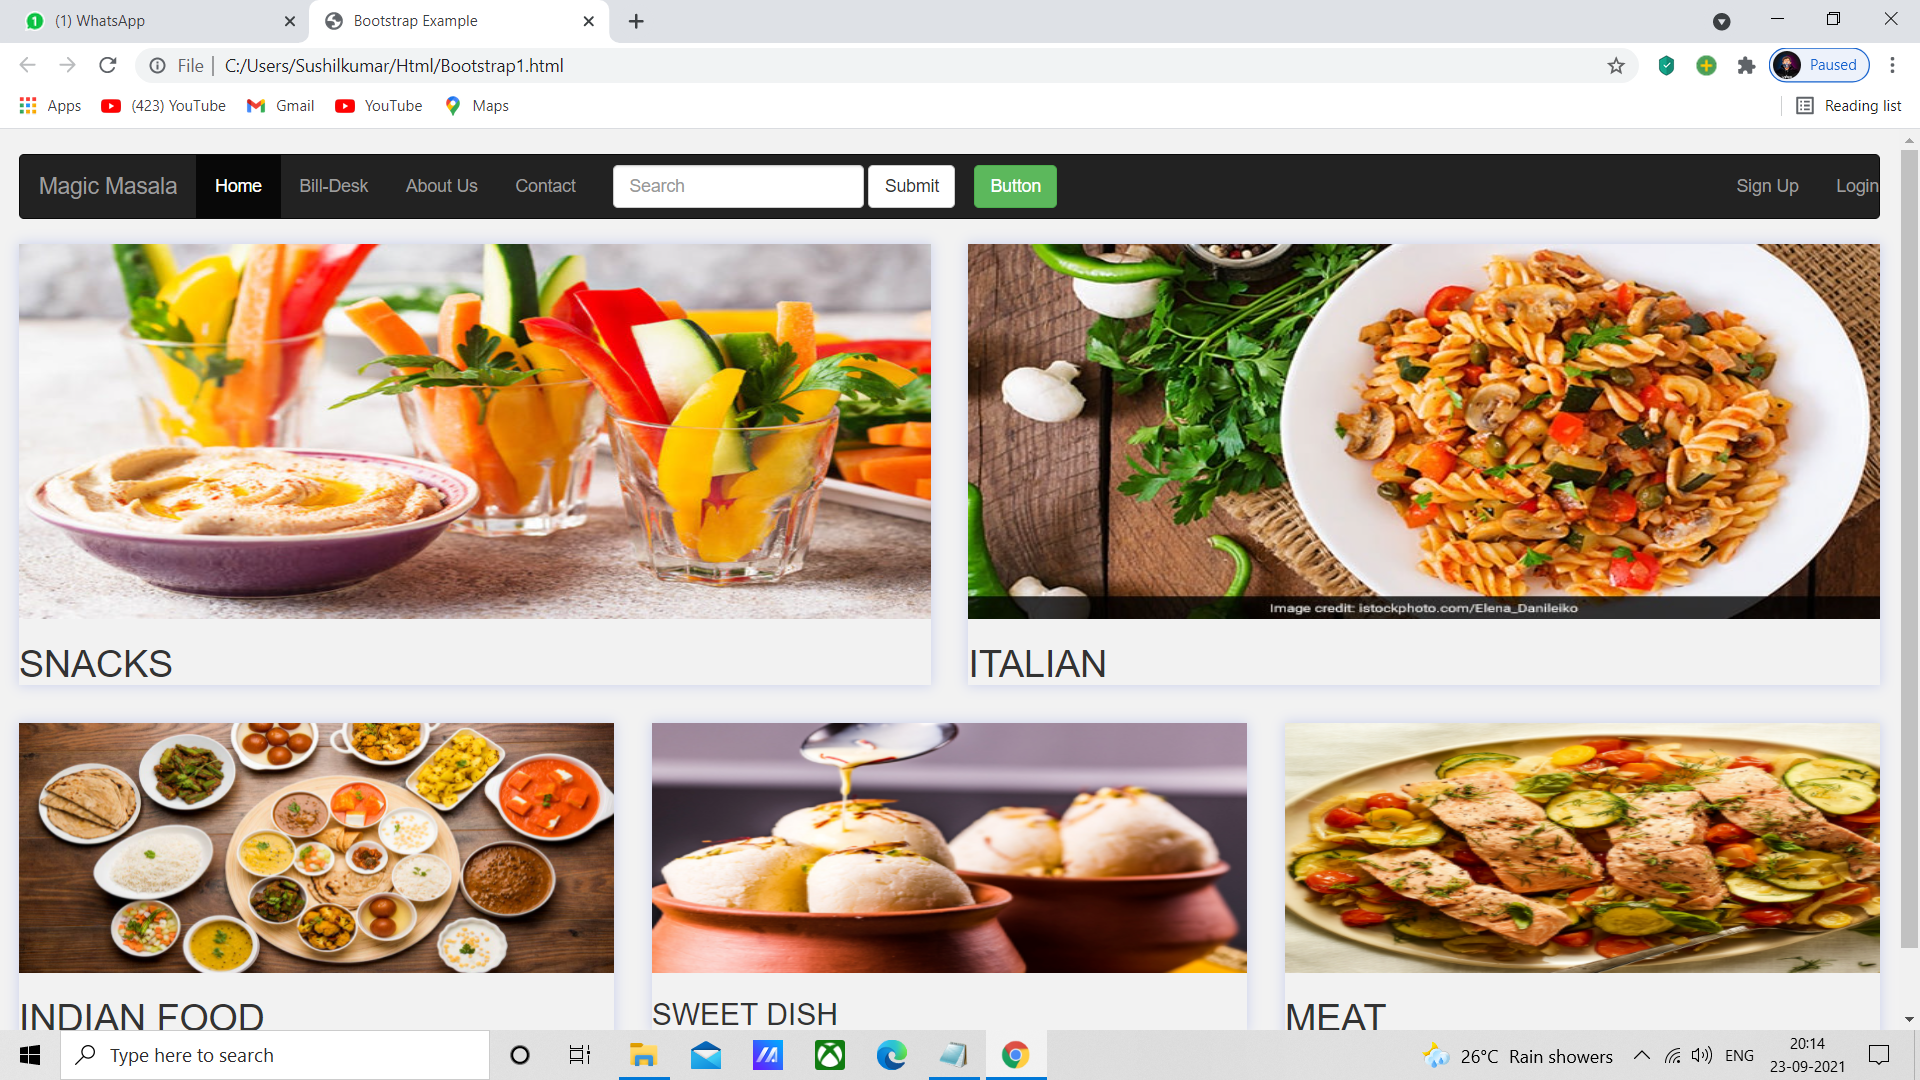 (1) WhatsApp
Bootstrap Example
File | C:/Users/Sushilkumar/Html/Bootstrap1.html
Paused
Apps (423) YouTube Gmail YouTube Maps
Reading list
Magic Masala Home Bill-Desk About Us Contact Search Submit Button Sign Up Login
Image credit: istockphoto.com/Elena_Danileiko
SNACKS
ITALIAN
INDIAN FOOD
SWEET DISH
MEAT
Type here to search
26°C Rain showers
ENG
20:14
23-09-2021